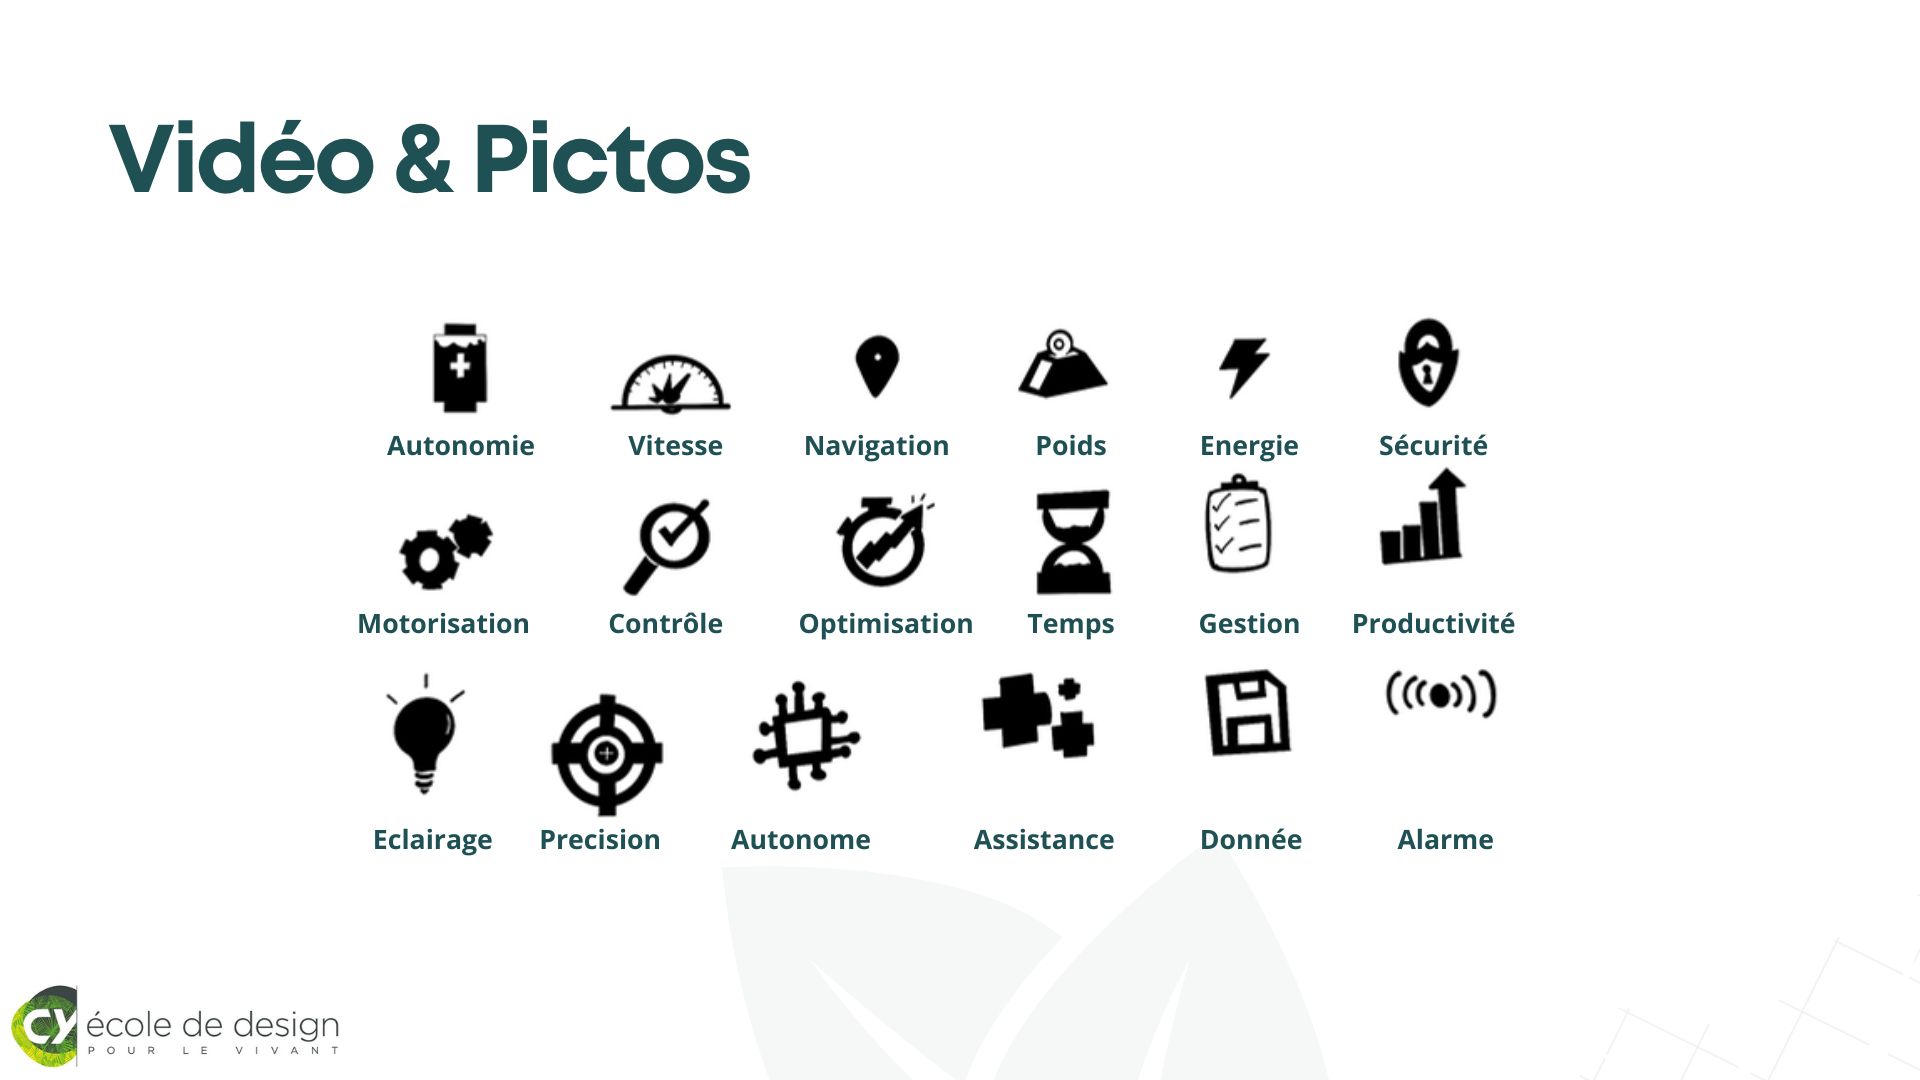 Vidéo & Pictos
Autonomie Vitesse Navigation Poids Energie Sécurité
Motorisation Contrôle Optimisation Temps Gestion Productivité
Eclairage Precision Autonome Assistance Donnée Alarme
CY école de design
POUR LE VIVANT